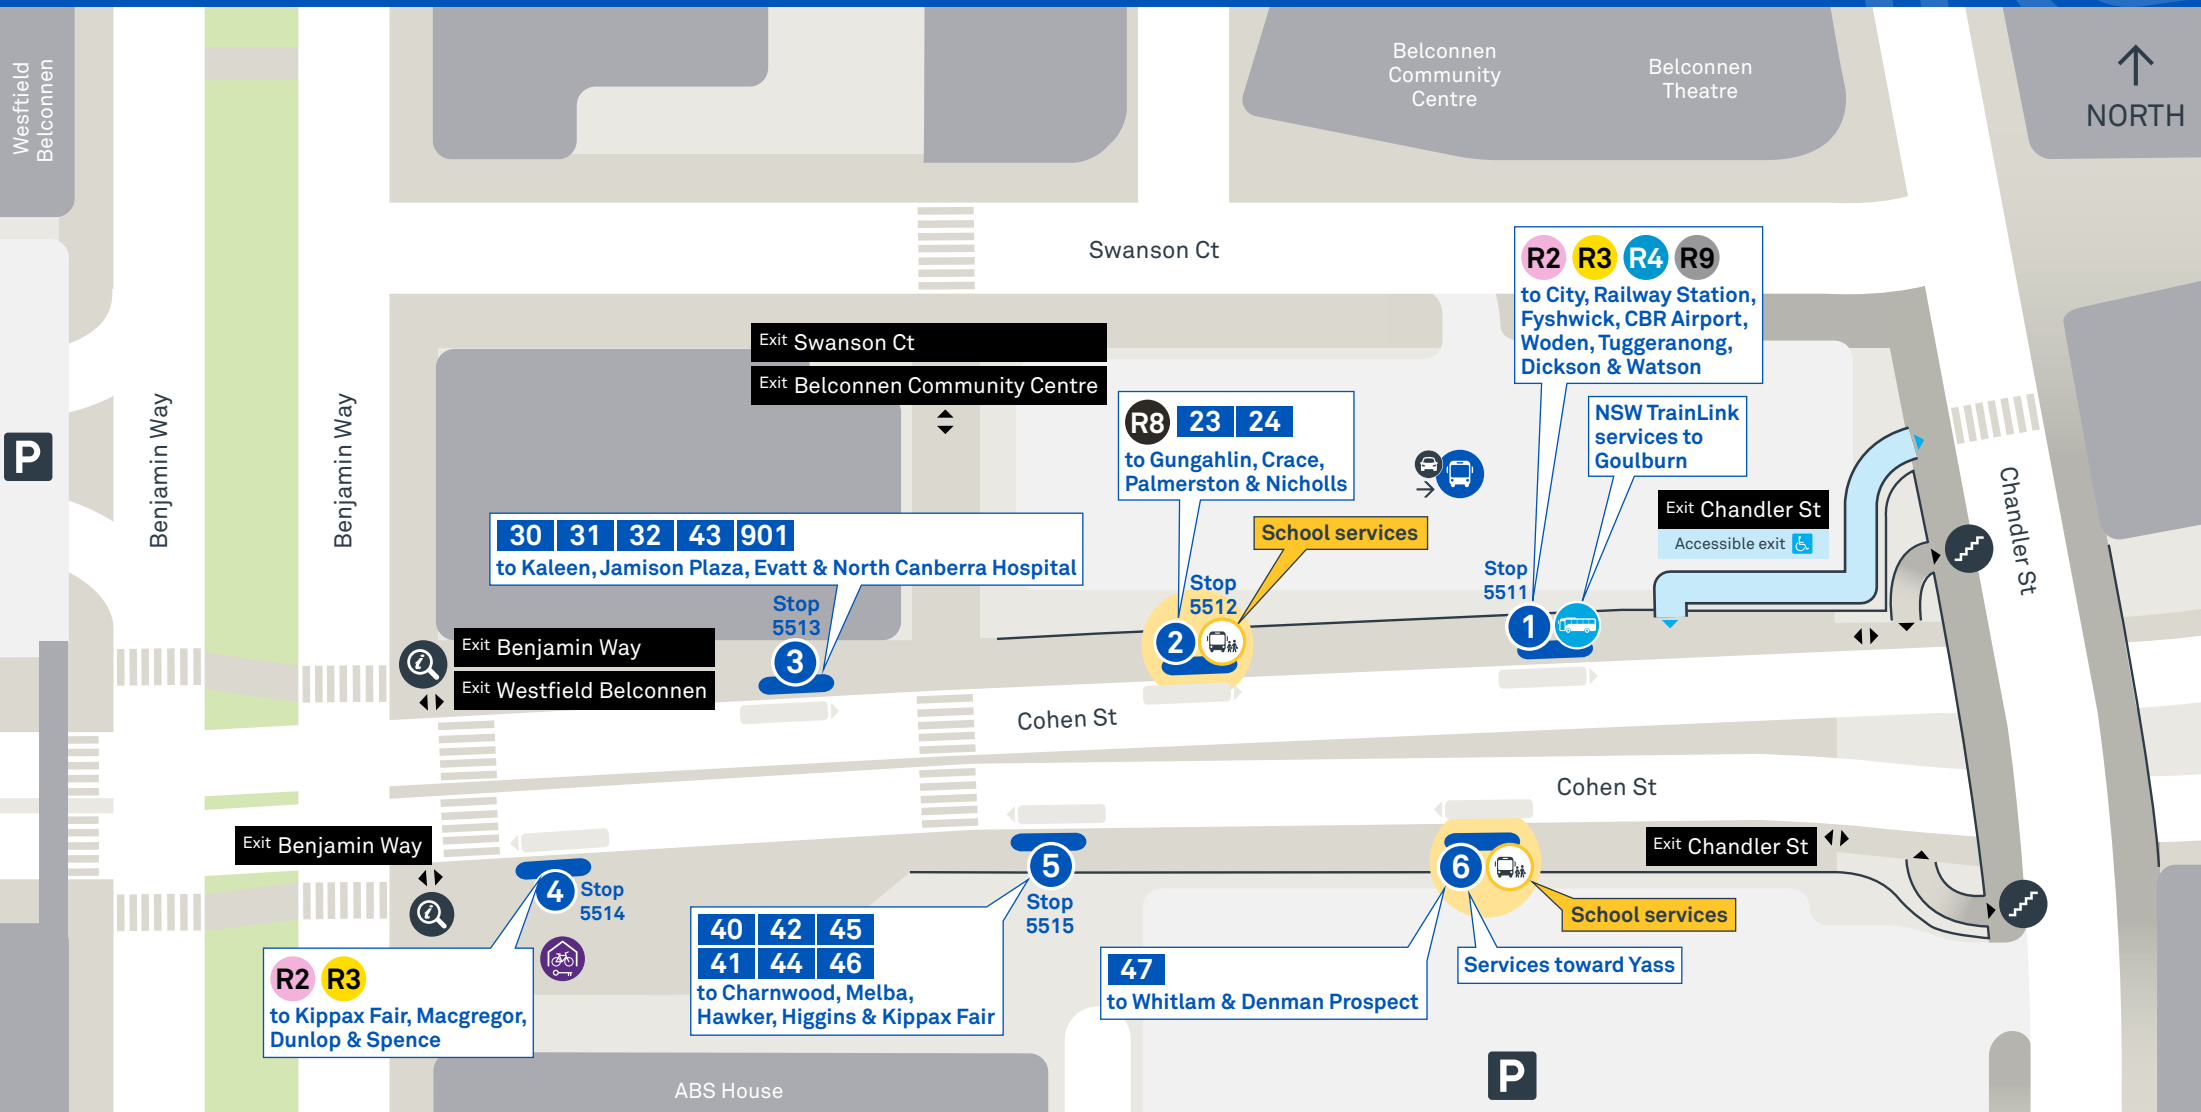 Wesftield
Belconnen
Belconnen
Community
Centre
Belconnen
Theatre
NORTH
Swanson Ct
R2 R3 R4 R9
to City, Railway Station,
Fyshwick, CBR Airport,
Woden, Tuggeranong,
Dickson & Watson
Exit Swanson Ct
Exit Belconnen Community Centre
R8 23 24
to Gungahlin, Crace,
Palmerston & Nicholls
NSW TrainLink
services to
Goulburn
P
Benjamin Way
Benjamin Way
Exit Chandler St
Accessible exit
Chandler St
30 31 32 43 901
to Kaleen, Jamison Plaza, Evatt & North Canberra Hospital
School services
Stop
5513
3
Stop
5512
2
Stop
5511
1
i
Exit Benjamin Way
Exit Westfield Belconnen
Cohen St
Cohen St
Exit Benjamin Way
i
4
Stop
5514
5
Stop
5515
6
Exit Chandler St
School services
R2 R3
to Kippax Fair, Macgregor,
Dunlop & Spence
40 42 45
41 44 46
to Charnwood, Melba,
Hawker, Higgins & Kippax Fair
47
to Whitlam & Denman Prospect
Services toward Yass
ABS House
P